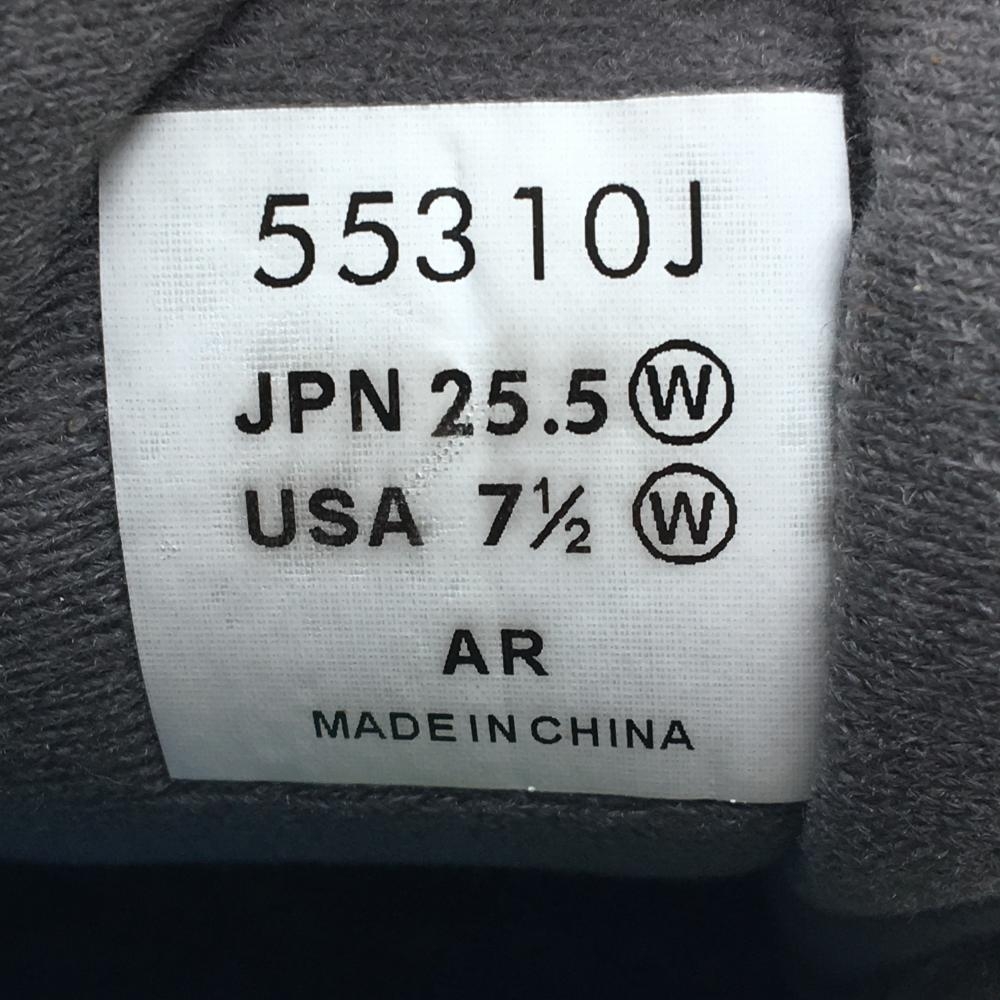 55310J
JPN 25.5 Ⓦ
USA 7½ Ⓦ
AR
MADE IN CHINA